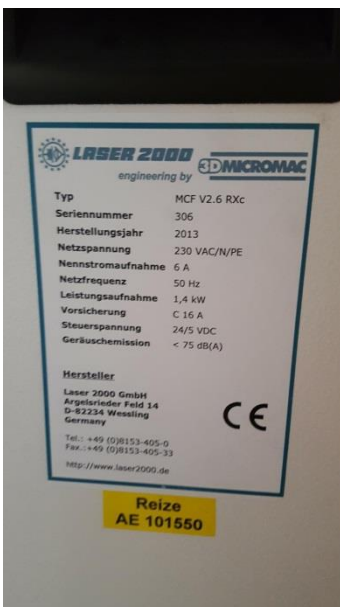 LASER 2000
engineering by 3DMICROMAC
Typ MCF V2.6 RXc
Seriennummer 306
Herstellungsjahr 2013
Netzspannung 230 VAC/N/PE
Nennstromaufnahme 6 A
Netzfrequenz 50 Hz
Leistungsaufnahme 1,4 kW
Vorsicherung C 16 A
Steuerspannung 24/5 VDC
Geräuschemission < 75 dB(A)
Hersteller
Laser 2000 GmbH
Argelsrieder Feld 14
D-82234 Wessling
Germany
CE
Tel.: +49 (0)8153-405-0
Fax.: +49 (0)8153-405-33
http://www.laser2000.de
Reize
AE 101550